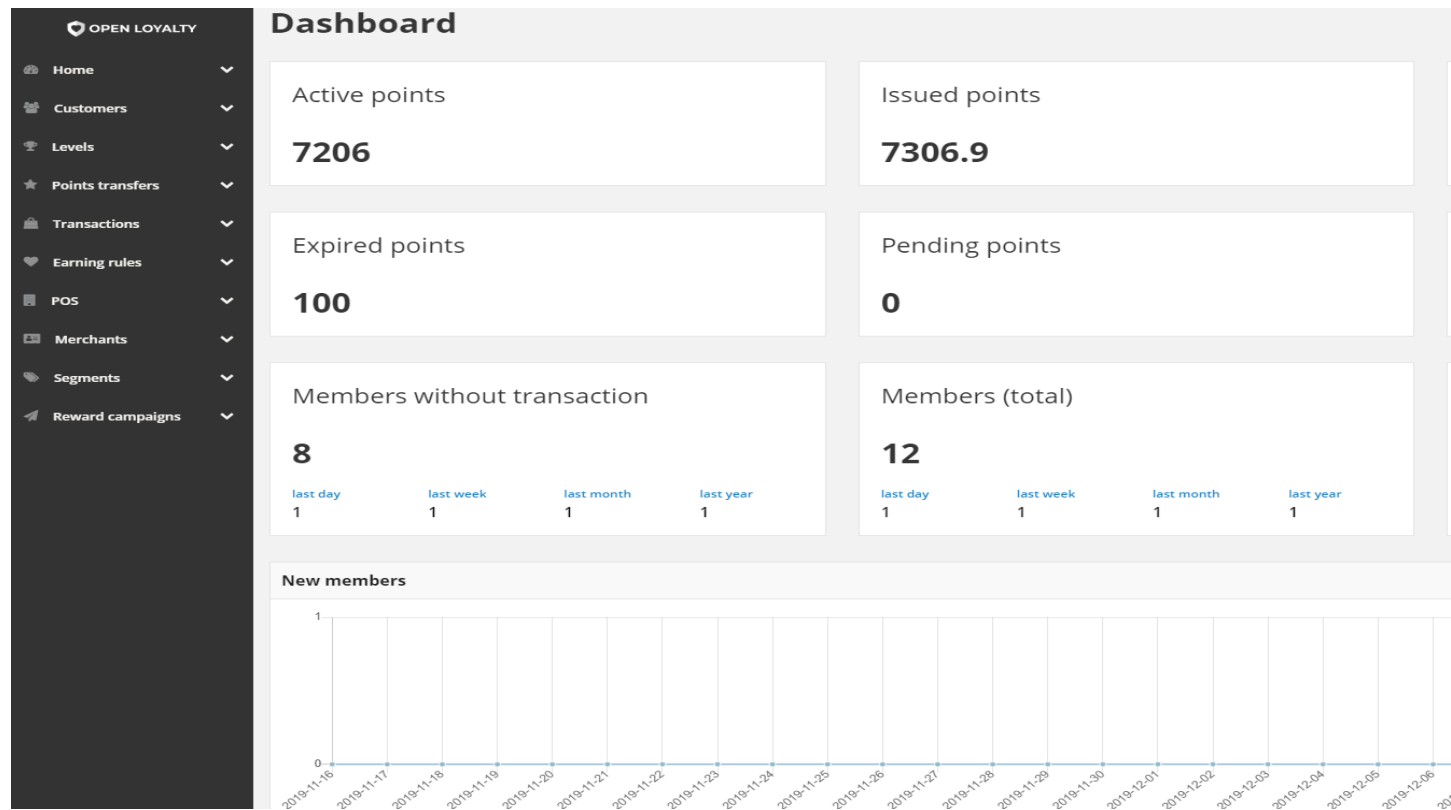 OPEN LOYALTY
Home
Customers
Levels
Points transfers
Transactions
Earning rules
POS
Merchants
Segments
Reward campaigns
Dashboard
Active points
7206
Issued points
7306.9
Expired points
100
Pending points
0
Members without transaction
8
last day last week last month last year
1 1 1 1
Members (total)
12
last day last week last month last year
1 1 1 1
New members
1
0
2019-11-16 2019-11-17 2019-11-18 2019-11-19 2019-11-20 2019-11-21 2019-11-22 2019-11-23 2019-11-24 2019-11-25 2019-11-26 2019-11-27 2019-11-28 2019-11-29 2019-11-30 2019-12-01 2019-12-02 2019-12-03 2019-12-04 2019-12-05 2019-12-06